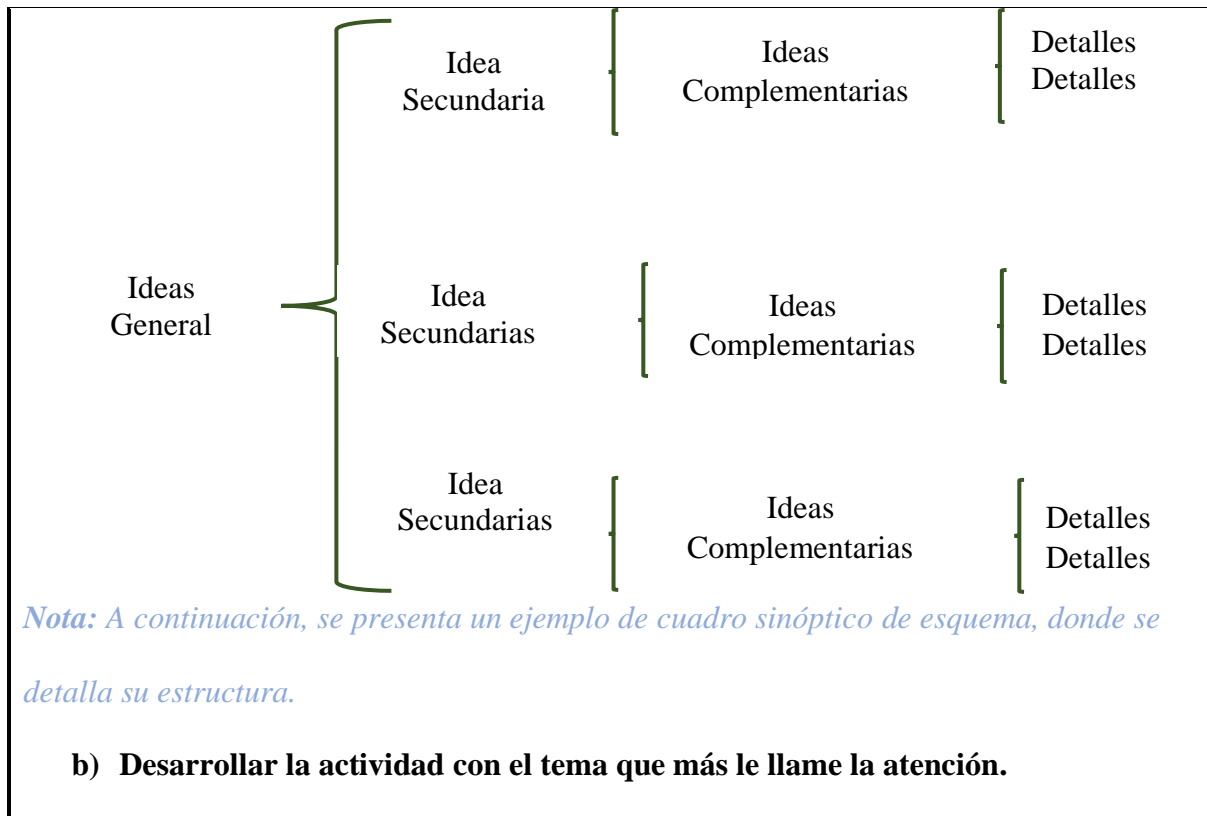 Idea
Secundaria
Ideas
Complementarias
Detalles
Detalles
Ideas
General
Idea
Secundarias
Ideas
Complementarias
Detalles
Detalles
Idea
Secundarias
Ideas
Complementarias
Detalles
Detalles
Nota: A continuación, se presenta un ejemplo de cuadro sinóptico de esquema, donde se
detalla su estructura.
b) Desarrollar la actividad con el tema que más le llame la atención.